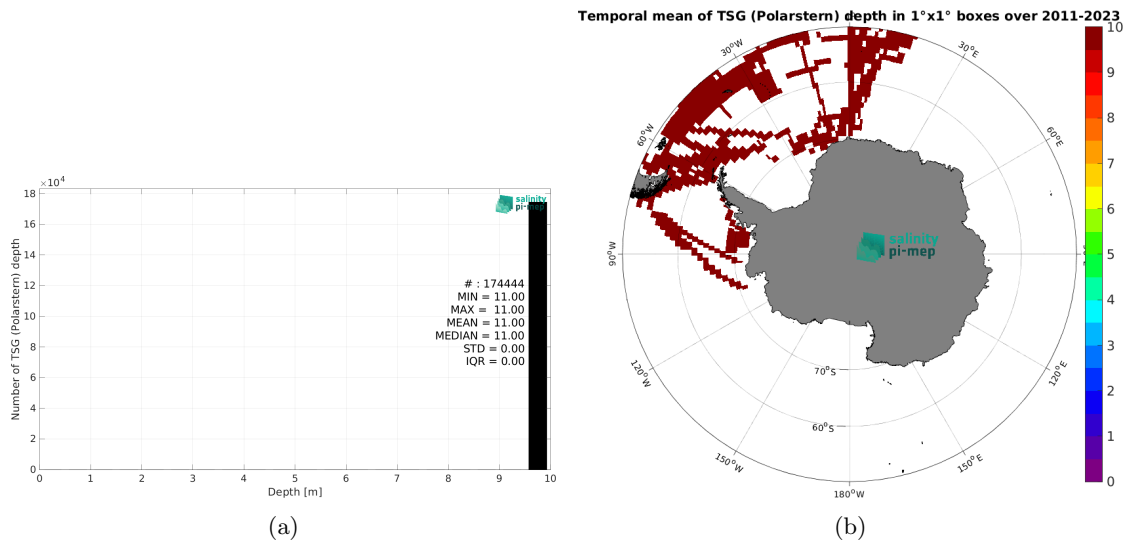 ×10⁴
18
16
14
12
10
8
6
4
2
0
Number of TSG (Polarstern) depth
salinity
pi-mep
# : 174444
MIN = 11.00
MAX = 11.00
MEAN = 11.00
MEDIAN = 11.00
STD = 0.00
IQR = 0.00
0 1 2 3 4 5 6 7 8 9 10
Depth [m]
(a)
Temporal mean of TSG (Polarstern) depth in 1°x1° boxes over 2011-2023
30°W
30°E
60°W
60°E
90°W
120°W
120°E
150°W
150°E
180°W
70°S
60°S
salinity
pi-mep
10
9
8
7
6
5
4
3
2
1
0
(b)